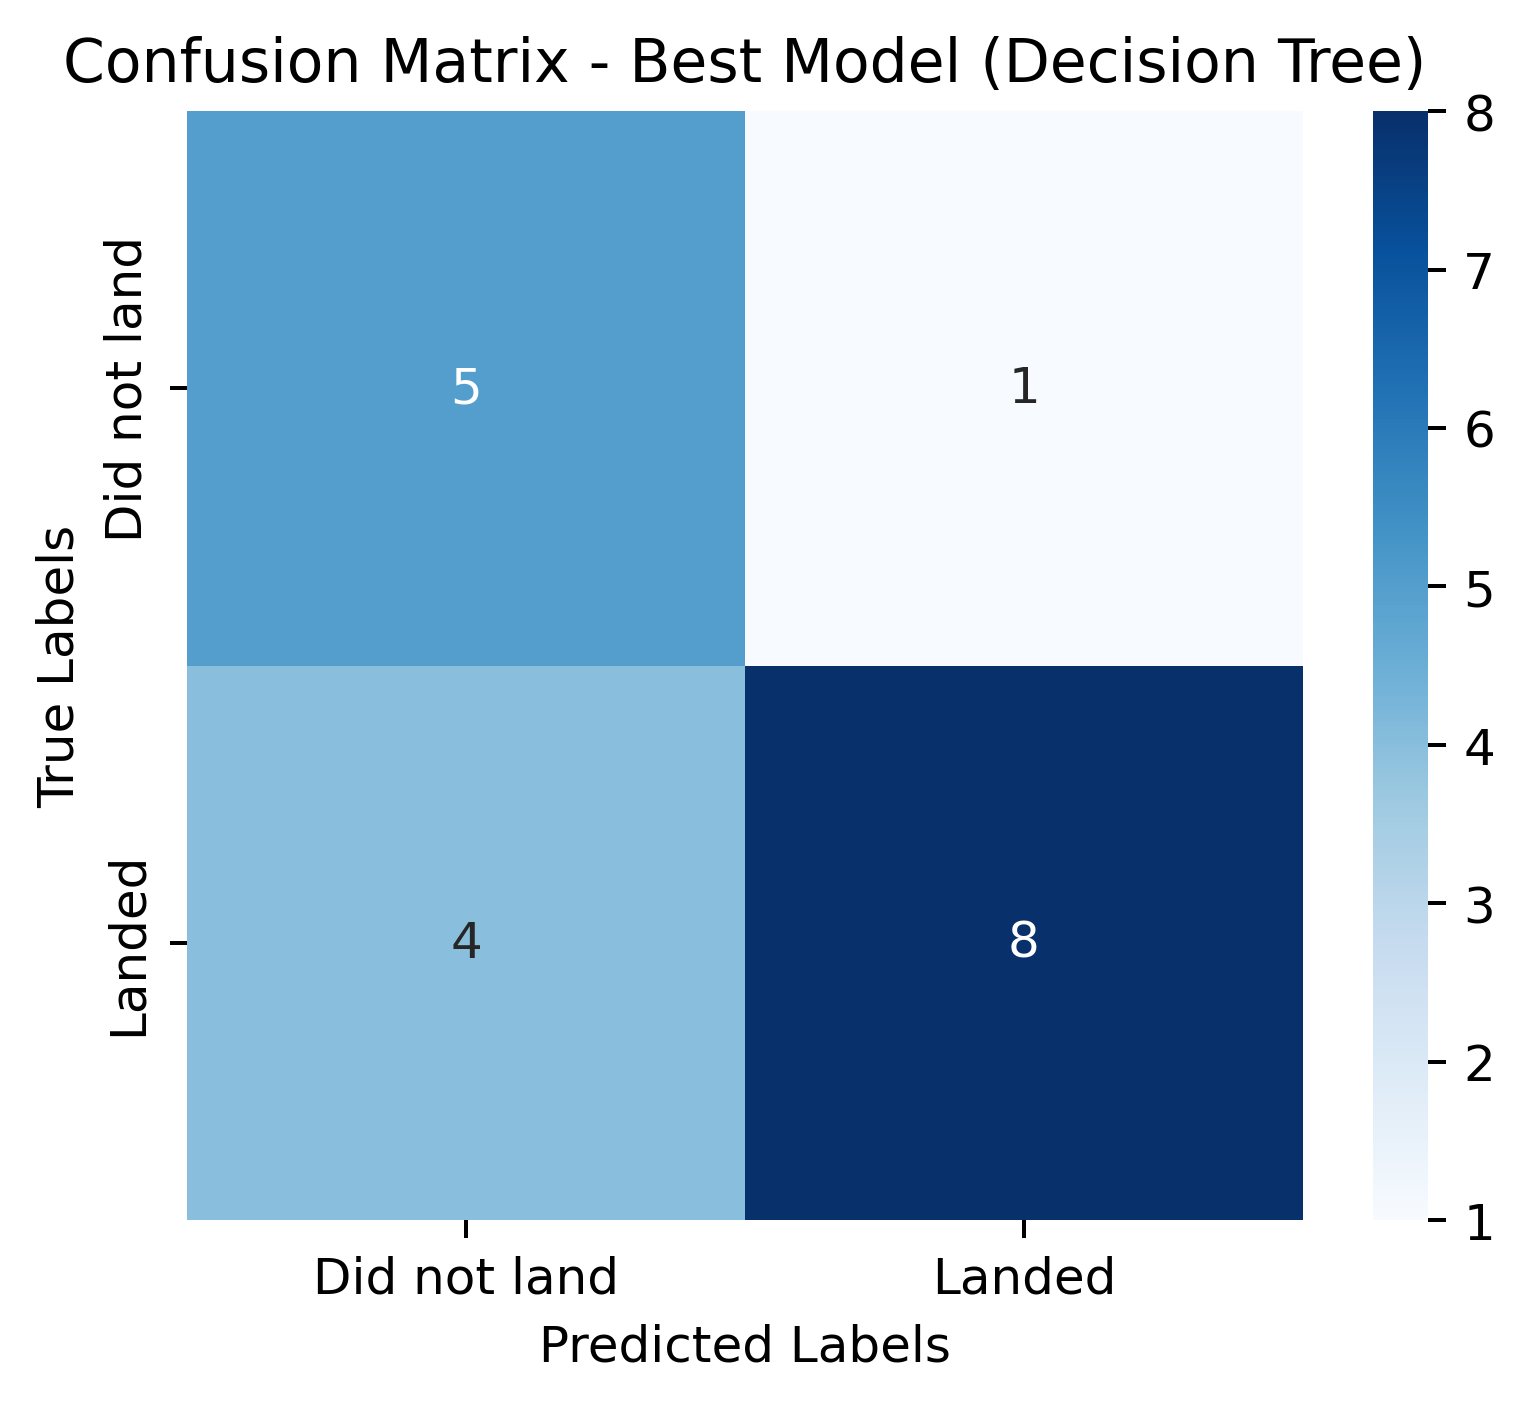 Confusion Matrix - Best Model (Decision Tree)
8
7
6
5
4
3
2
1
True Labels
Did not land
5
1
Landed
4
8
Did not land
Landed
Predicted Labels